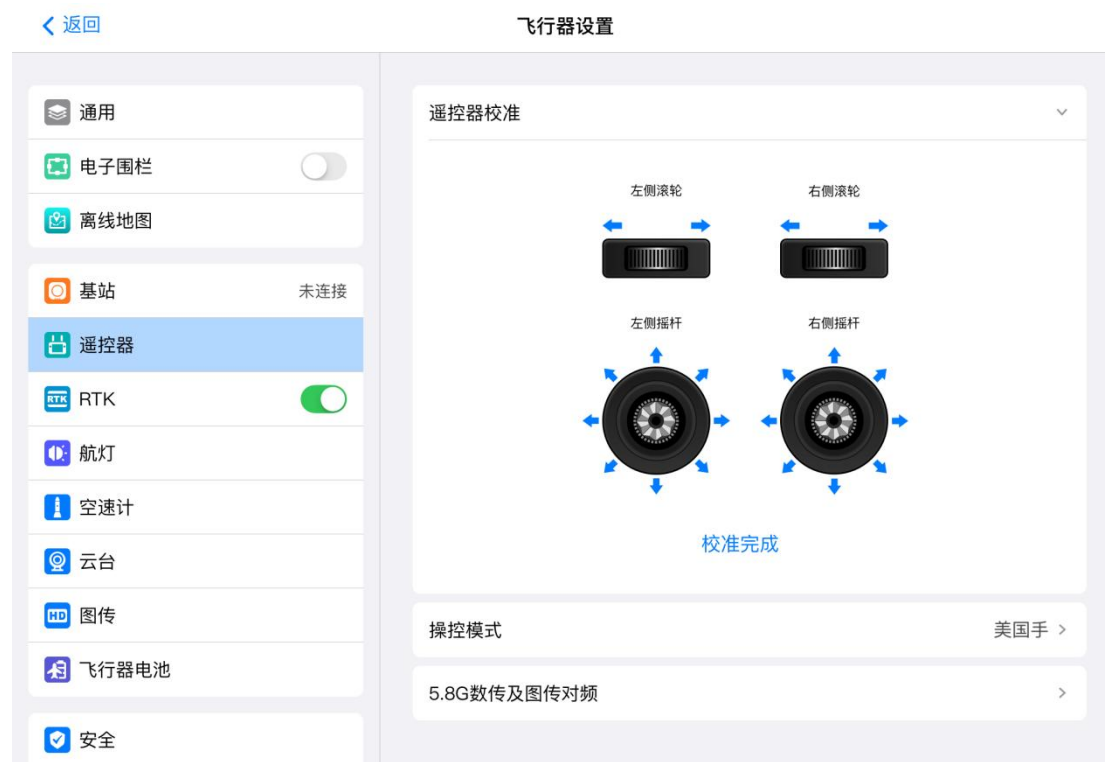 返回
飞行器设置
通用
电子围栏
离线地图
基站 未连接
遥控器
RTK RTK
航灯
空速计
云台
HD 图传
飞行器电池
安全
遥控器校准
左侧滚轮 右侧滚轮
左侧摇杆 右侧摇杆
校准完成
操控模式 美国手
5.8G数传及图传对频